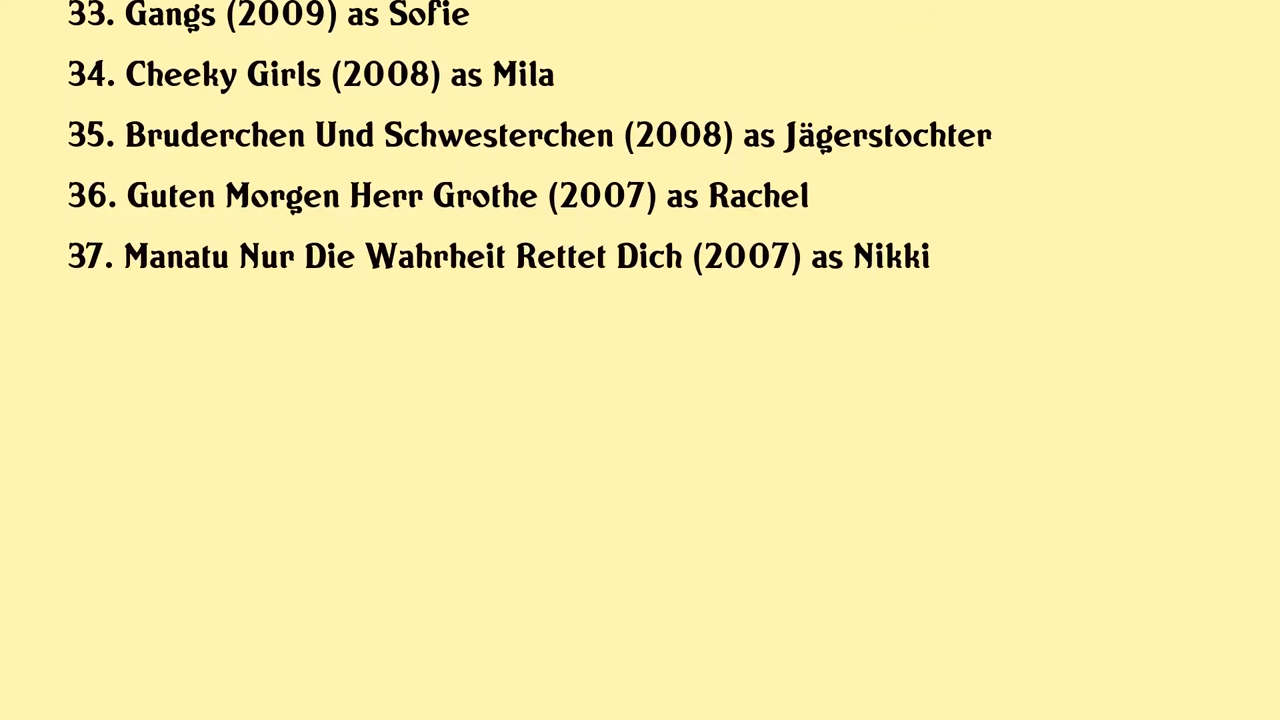 33. Gangs (2009) as Sofie
34. Cheeky Girls (2008) as Mila
35. Bruderchen Und Schwesterchen (2008) as Jägerstochter
36. Guten Morgen Herr Grothe (2007) as Rachel
37. Manatu Nur Die Wahrheit Rettet Dich (2007) as Nikki